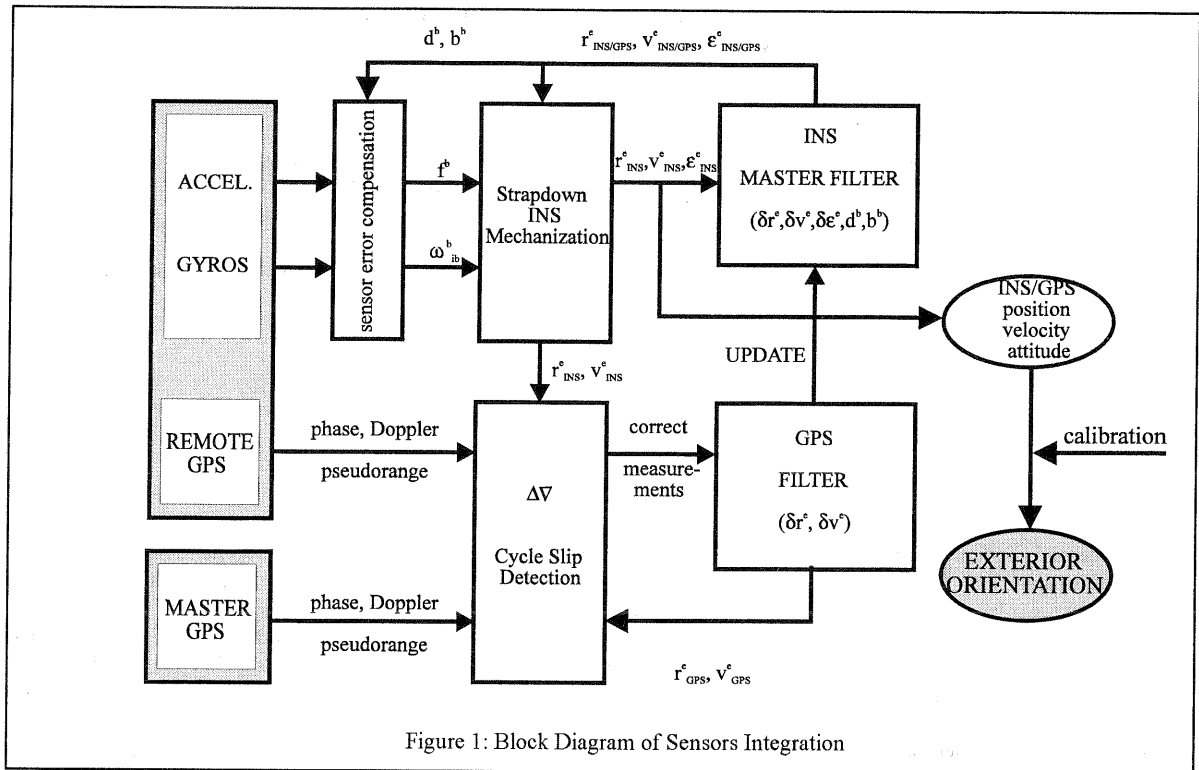 d^b, b^b
r^e_INS/GPS, v^e_INS/GPS, ε^e_INS/GPS
ACCEL.
GYROS
sensor error compensation
f^b
ω^b_ib
Strapdown
INS
Mechanization
r^e_INS, v^e_INS, ε^e_INS
INS
MASTER FILTER
(δr^e, δv^e, δε^e, d^b, b^b)
INS/GPS
position
velocity
attitude
UPDATE
r^e_INS, v^e_INS
REMOTE
GPS
phase, Doppler
pseudorange
Δ∇
Cycle Slip
Detection
correct
measure-
ments
GPS
FILTER
(δr^e, δv^e)
calibration
EXTERIOR
ORIENTATION
MASTER
GPS
phase, Doppler
pseudorange
r^e_GPS, v^e_GPS
Figure 1: Block Diagram of Sensors Integration